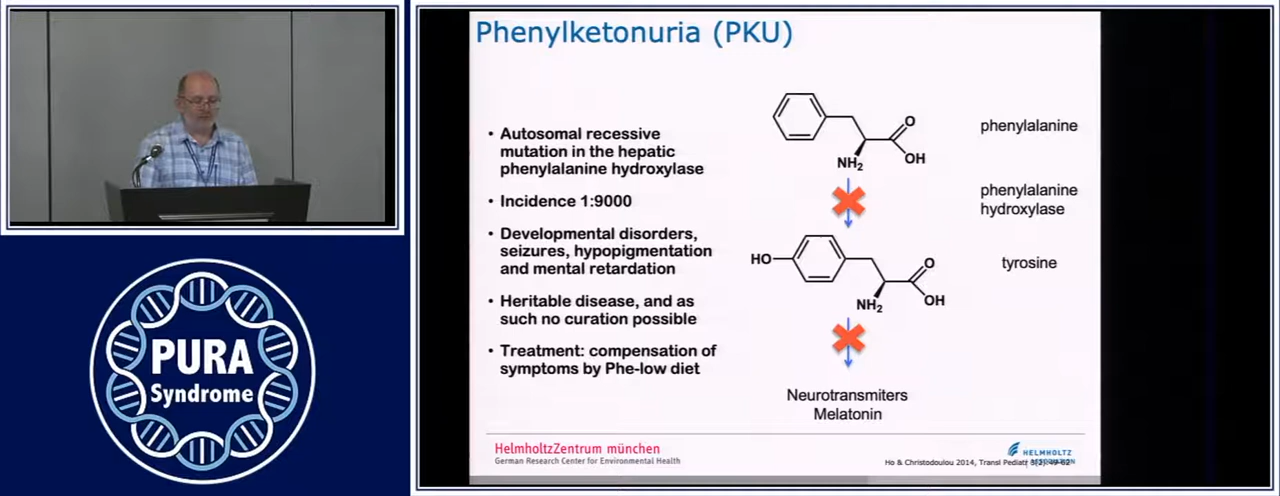 Phenylketonuria (PKU)
• Autosomal recessive
mutation in the hepatic
phenylalanine hydroxylase
• Incidence 1:9000
• Developmental disorders,
seizures, hypopigmentation
and mental retardation
• Heritable disease, and as
such no curation possible
• Treatment: compensation of
symptoms by Phe-low diet
O
NH2
OH
phenylalanine
phenylalanine
hydroxylase
HO
O
NH2
OH
tyrosine
Neurotransmiters
Melatonin
HelmholtzZentrum münchen
German Research Center for Environmental Health
HELMHOLTZ
Ho & Christodoulou 2014, Transl Pediatr
PURA
Syndrome